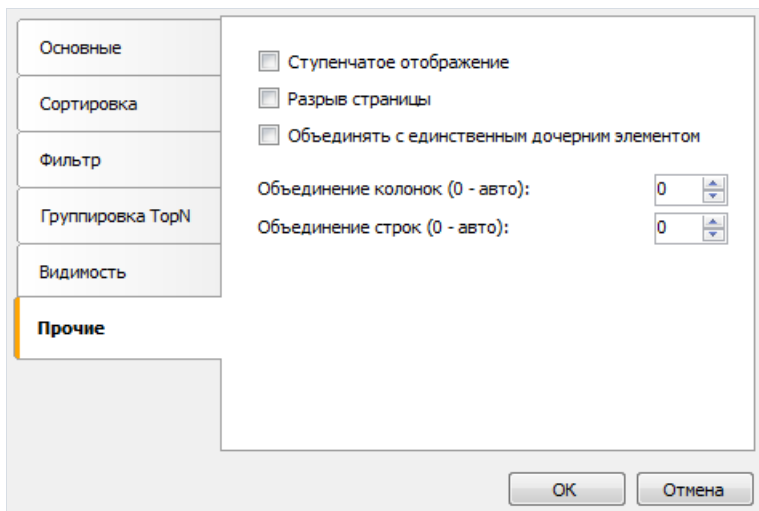 Основные
Сортировка
Фильтр
Группировка TopN
Видимость
Прочие
Ступенчатое отображение
Разрыв страницы
Объединять с единственным дочерним элементом
Объединение колонок (0 - авто): 0
Объединение строк (0 - авто): 0
ОК Отмена